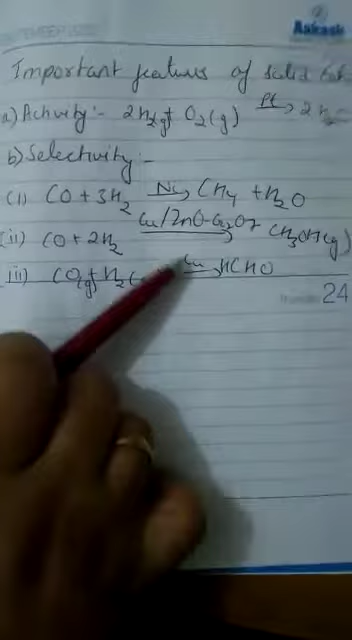 Aakash
Important features of solid
a) Activity:- 2H₂(g) + O₂(g) Pt→ 2H₂
b) Selectivity:-
(i) CO + 3H₂ Ni→ CH₄ + H₂O
(ii) CO + 2H₂ Cu/ZnO-Cr₂O₃→ CH₃OH(g)
(iii) CO(g) + H₂( Cu→ HCHO
24